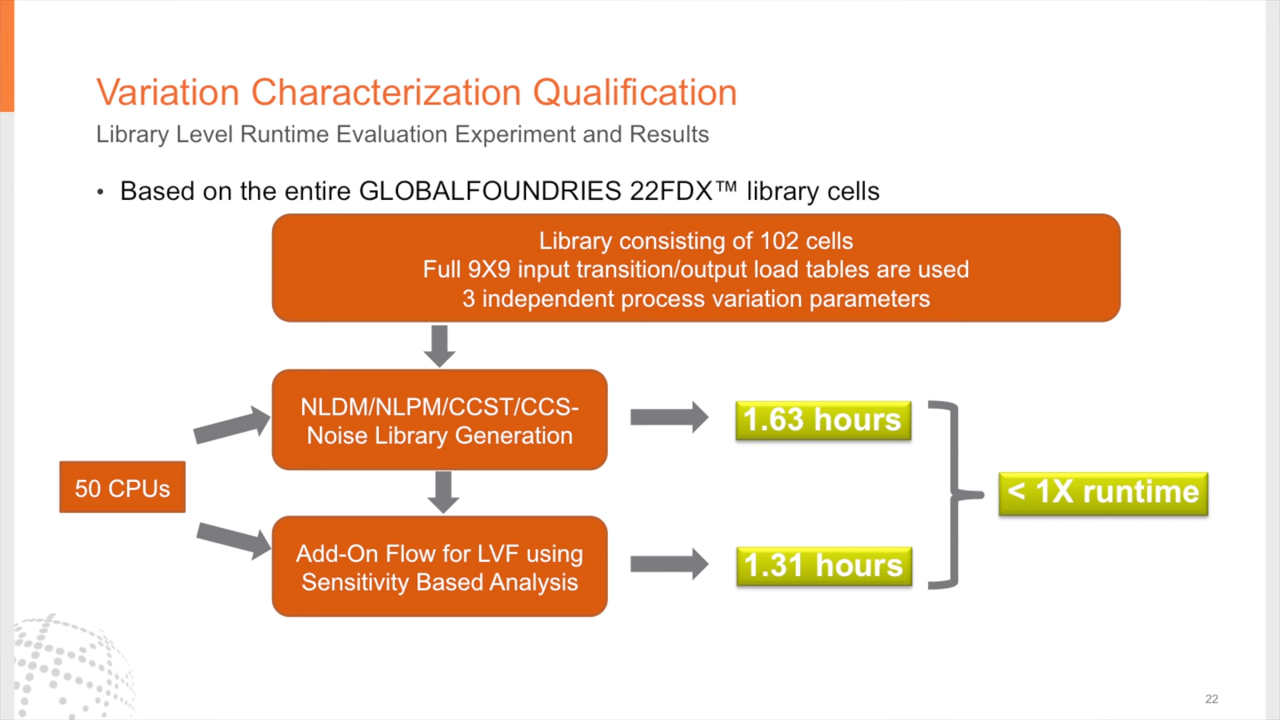 Variation Characterization Qualification
Library Level Runtime Evaluation Experiment and Results
• Based on the entire GLOBALFOUNDRIES 22FDX™ library cells
Library consisting of 102 cells
Full 9X9 input transition/output load tables are used
3 independent process variation parameters
NLDM/NLPM/CCST/CCS-
Noise Library Generation
1.63 hours
50 CPUs
< 1X runtime
Add-On Flow for LVF using
Sensitivity Based Analysis
1.31 hours
22